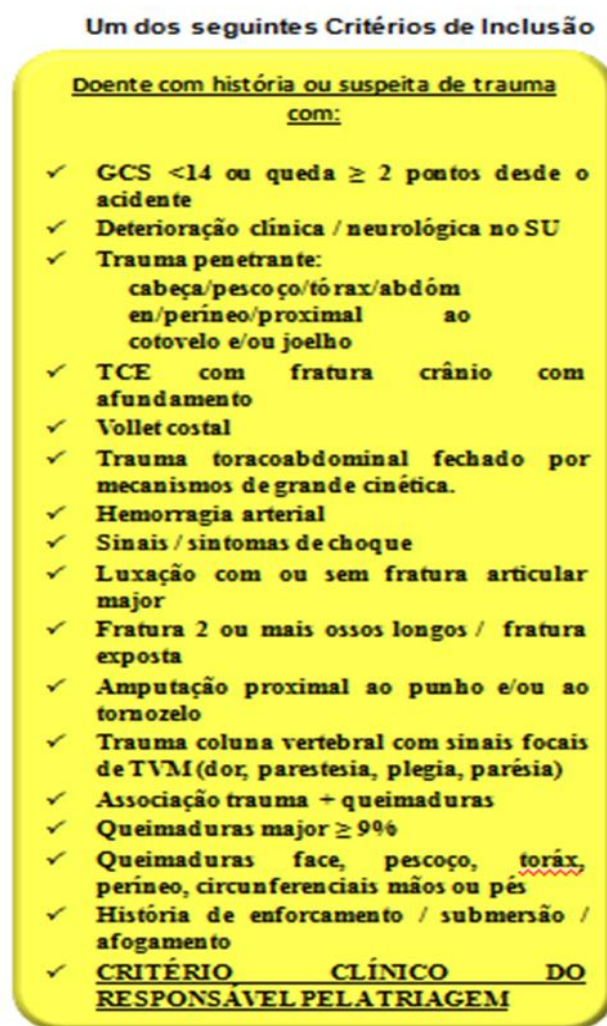 Um dos seguintes Critérios de Inclusão
Doente com história ou suspeita de trauma
com:
✓ GCS <14 ou queda ≥ 2 pontos desde o
acidente
✓ Deterioração clínica / neurológica no SU
✓ Trauma penetrante:
cabeça/pescoço/tórax/abdóm
en/períneo/proximal ao
cotovelo e/ou joelho
✓ TCE com fratura crânio com
afundamento
✓ Vollet costal
✓ Trauma toracoabdominal fechado por
mecanismos de grande cinética.
✓ Hemorragia arterial
✓ Sinais / sintomas de choque
✓ Luxação com ou sem fratura articular
major
✓ Fratura 2 ou mais ossos longos / fratura
exposta
✓ Amputação proximal ao punho e/ou ao
tornozelo
✓ Trauma coluna vertebral com sinais focais
de TVM (dor, parestesia, plegia, parésia)
✓ Associação trauma + queimaduras
✓ Queimaduras major ≥ 9%
✓ Queimaduras face, pescoço, toráx,
períneo, circunferenciais mãos ou pés
✓ História de enforcamento / submersão /
afogamento
✓ CRITÉRIO CLÍNICO DO
RESPONSÁVEL PELA TRIAGEM